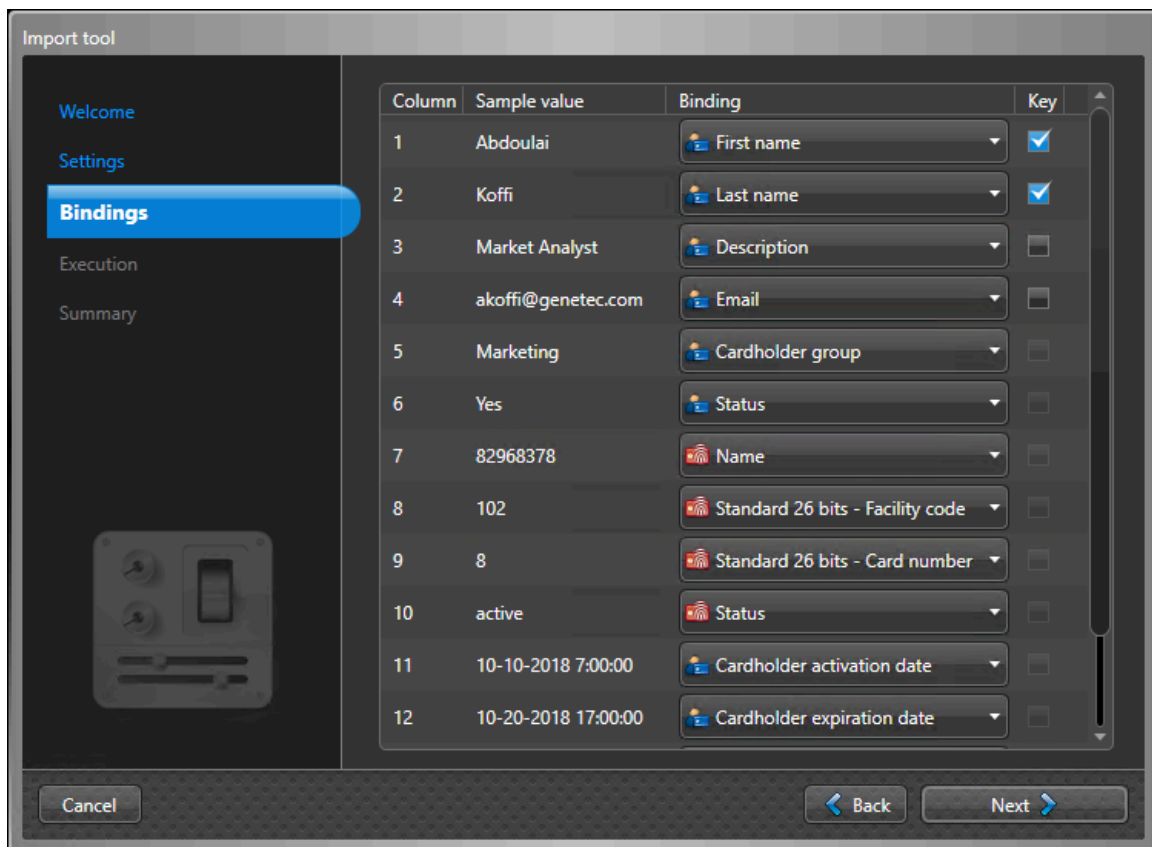 Import tool
Welcome
Settings
Bindings
Execution
Summary
Column Sample value Binding Key
1 Abdoulai First name
2 Koffi Last name
3 Market Analyst Description
4 akoffi@genetec.com Email
5 Marketing Cardholder group
6 Yes Status
7 82968378 Name
8 102 Standard 26 bits - Facility code
9 8 Standard 26 bits - Card number
10 active Status
11 10-10-2018 7:00:00 Cardholder activation date
12 10-20-2018 17:00:00 Cardholder expiration date
Cancel Back Next